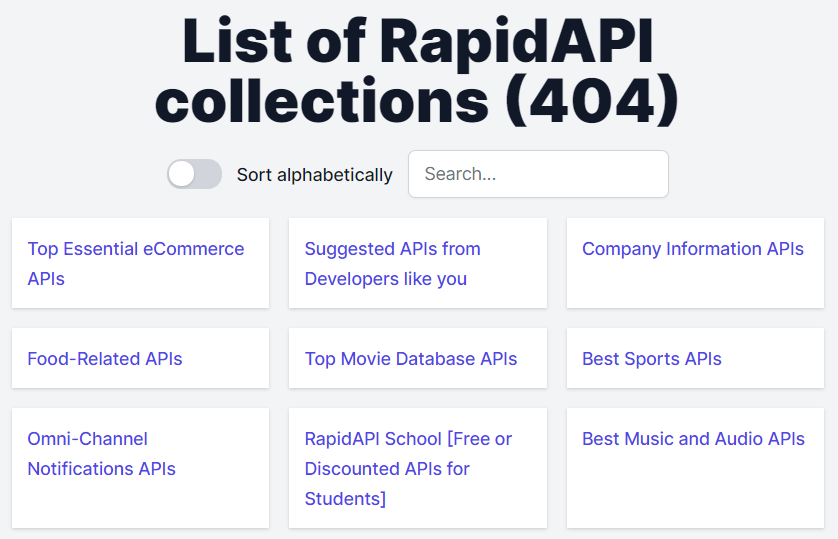 List of RapidAPI
collections (404)
Sort alphabetically
Search...
Top Essential eCommerce
APIs
Suggested APIs from
Developers like you
Company Information APIs
Food-Related APIs
Top Movie Database APIs
Best Sports APIs
Omni-Channel
Notifications APIs
RapidAPI School [Free or
Discounted APIs for
Students]
Best Music and Audio APIs